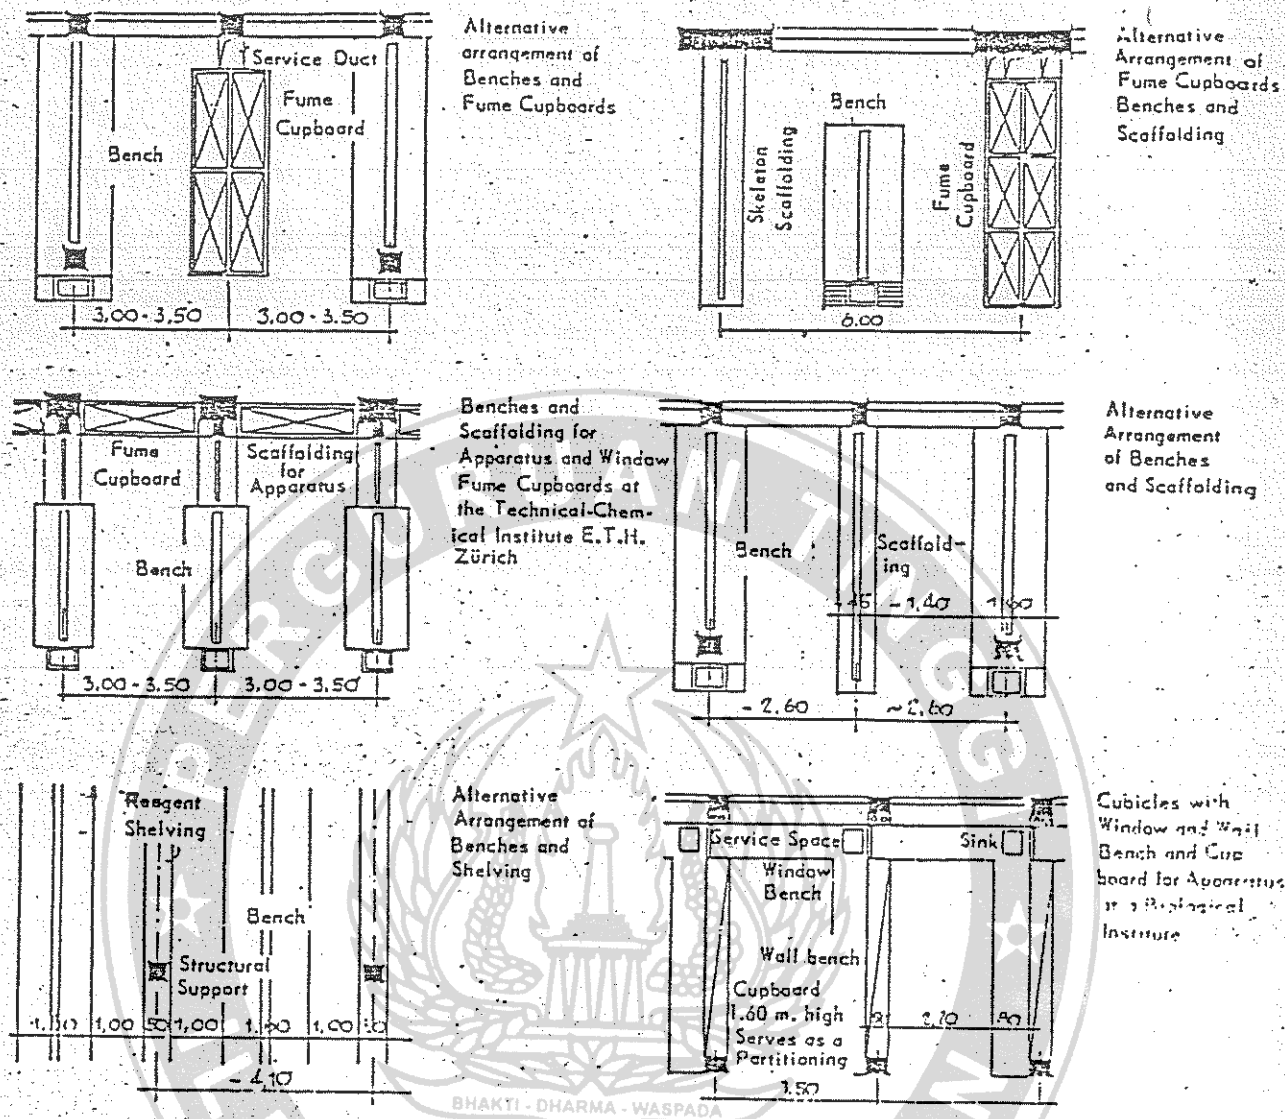 Service Duct
Fume
Cupboard
Bench
3.00 - 3.50 3.00 - 3.50
Alternative
arrangement of
Benches and
Fume Cupboards
Bench
Skeleton
Scaffolding
Fume
Cupboard
6.00
Alternative
Arrangement of
Fume Cupboards
Benches and
Scaffolding
Fume
Cupboard
Scaffolding
for
Apparatus
Bench
3.00 - 3.50 3.00 - 3.50
Benches and
Scaffolding for
Apparatus and Window
Fume Cupboards at
the Technical-Chem-
ical Institute E.T.H.
Zürich
Bench
Scaffold-
ing
- 1.40
- 2.60 ~2.60
Alternative
Arrangement
of Benches
and Scaffolding
Reagent
Shelving
Bench
Structural
Support
1,00 50 1,00 1,00
- 4.10
Alternative
Arrangement of
Benches and
Shelving
Service Space
Sink
Window
Bench
Wall bench
Cupboard
1.60 m. high
Serves as a
Partitioning
Cubicles with
Window and Wall
Bench and Cup
board for Apparatus
Biological
Institute
PERGURUAN TINGGI
BHAKTI - DHARMA - WASPADA